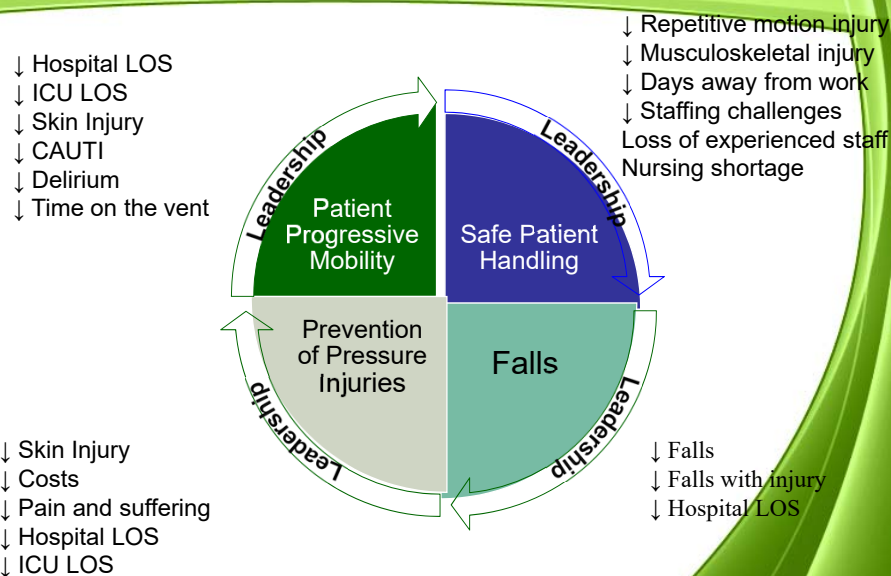 ↓ Hospital LOS
↓ ICU LOS
↓ Skin Injury
↓ CAUTI
↓ Delirium
↓ Time on the vent
↓ Repetitive motion injury
↓ Musculoskeletal injury
↓ Days away from work
↓ Staffing challenges
Loss of experienced staff
Nursing shortage
Leadership
Patient
Progressive
Mobility
Leadership
Safe Patient
Handling
Prevention
of Pressure
Injuries
Leadership
Falls
Leadership
↓ Skin Injury
↓ Costs
↓ Pain and suffering
↓ Hospital LOS
↓ ICU LOS
↓ Falls
↓ Falls with injury
↓ Hospital LOS